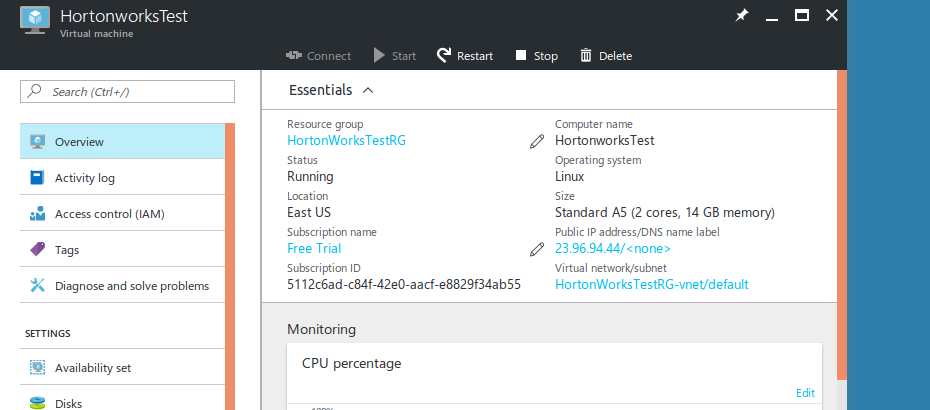 HortonworksTest
Virtual machine
Connect Start Restart Stop Delete
Search (Ctrl+/)
Overview
Activity log
Access control (IAM)
Tags
Diagnose and solve problems
SETTINGS
Availability set
Disks
Essentials
Resource group
HortonWorksTestRG
Status
Running
Location
East US
Subscription name
Free Trial
Subscription ID
5112c6ad-c84f-42e0-aacf-e8829f34ab55
Computer name
HortonworksTest
Operating system
Linux
Size
Standard A5 (2 cores, 14 GB memory)
Public IP address/DNS name label
23.96.94.44/<none>
Virtual network/subnet
HortonWorksTestRG-vnet/default
Monitoring
CPU percentage
Edit
100%